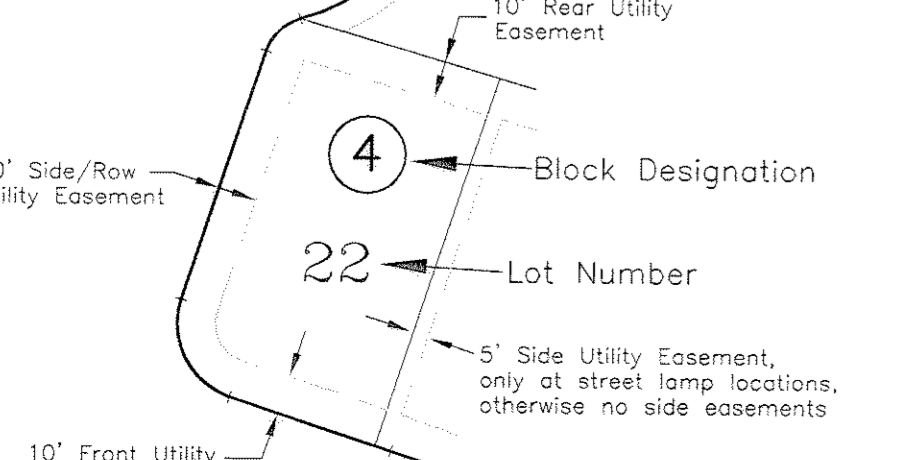 10' Rear Utility
Easement
4
Block Designation
0' Side/Row
ility Easement
22
Lot Number
5' Side Utility Easement,
only at street lamp locations,
otherwise no side easements
10' Front Utility